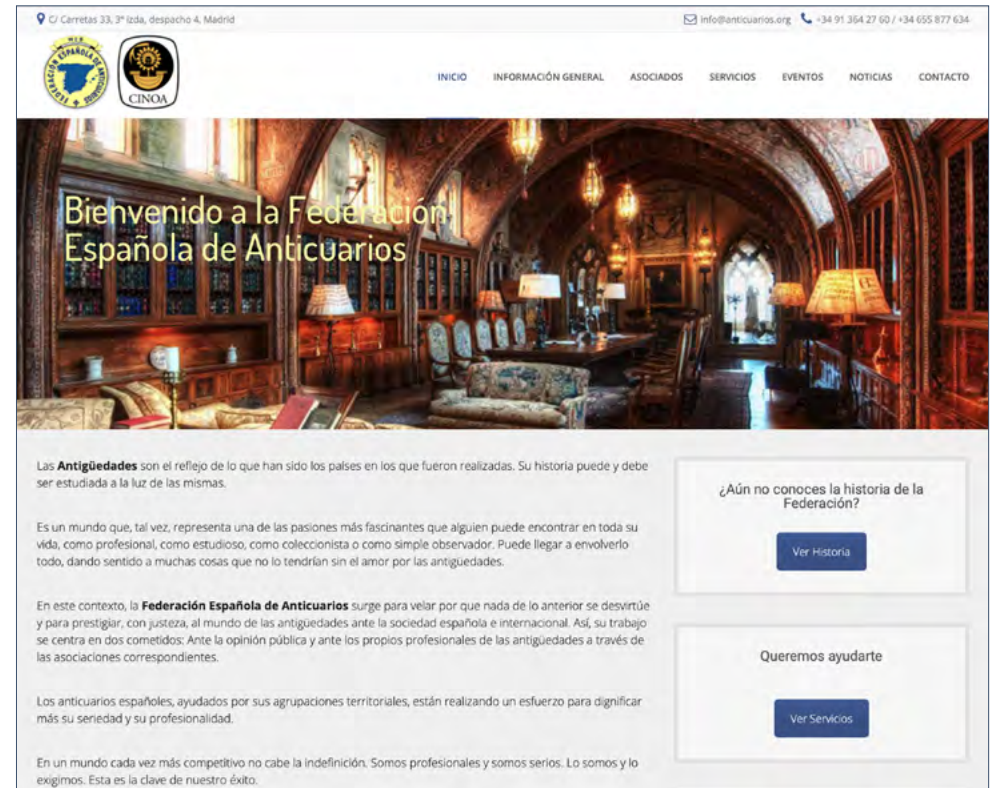 C/ Carretas 33, 3º izda, despacho 4, Madrid
info@anticuarios.org
+34 91 364 27 60 / +34 655 877 634
FEDERACIÓN ESPAÑOLA DE ANTICUARIOS
CINOA
INICIO INFORMACIÓN GENERAL ASOCIADOS SERVICIOS EVENTOS NOTICIAS CONTACTO
Bienvenido a la Federación
Española de Anticuarios
Las Antigüedades son el reflejo de lo que han sido los países en los que fueron realizadas. Su historia puede y debe
ser estudiada a la luz de las mismas.
Es un mundo que, tal vez, representa una de las pasiones más fascinantes que alguien puede encontrar en toda su
vida, como profesional, como estudioso, como coleccionista o como simple observador. Puede llegar a envolverlo
todo, dando sentido a muchas cosas que no lo tendrían sin el amor por las antigüedades.
En este contexto, la Federación Española de Anticuarios surge para velar por que nada de lo anterior se desvirtúe
y para prestigiar, con justeza, al mundo de las antigüedades ante la sociedad española e internacional. Así, su trabajo
se centra en dos cometidos: Ante la opinión pública y ante los propios profesionales de las antigüedades a través de
las asociaciones correspondientes.
Los anticuarios españoles, ayudados por sus agrupaciones territoriales, están realizando un esfuerzo para dignificar
más su seriedad y su profesionalidad.
En un mundo cada vez más competitivo no cabe la indefinición. Somos profesionales y somos serios. Lo somos y lo
exigimos. Esta es la clave de nuestro éxito.
¿Aún no conoces la historia de la
Federación?
Ver Historia
Queremos ayudarte
Ver Servicios